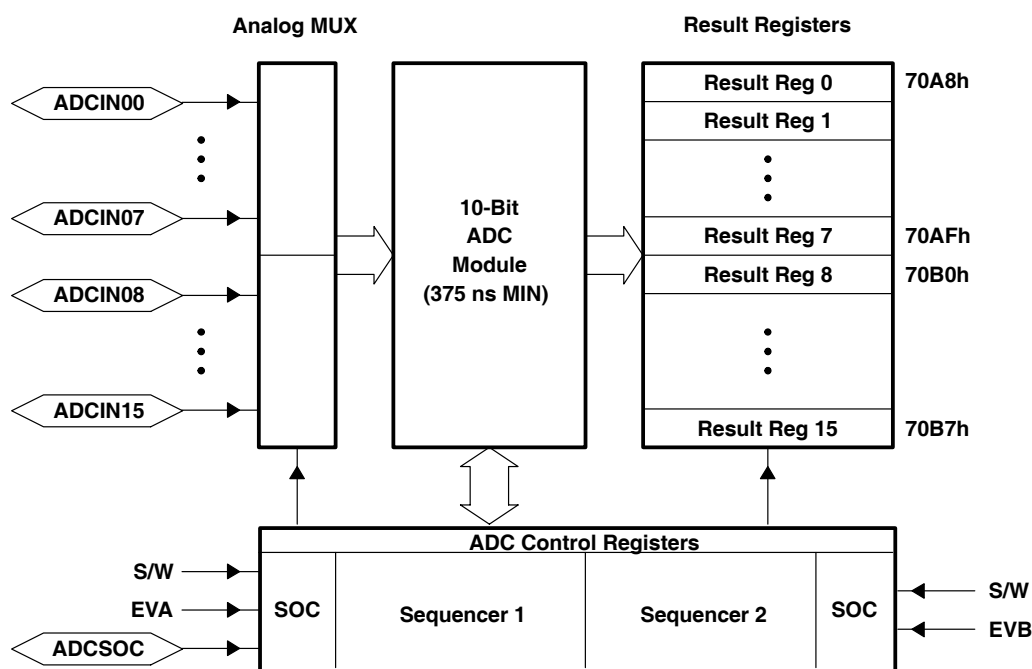 Analog MUX
Result Registers
ADCIN00
ADCIN07
ADCIN08
ADCIN15
10-Bit
ADC
Module
(375 ns MIN)
Result Reg 0
70A8h
Result Reg 1
Result Reg 7
70AFh
Result Reg 8
70B0h
Result Reg 15
70B7h
ADC Control Registers
S/W
EVA
ADCSOC
SOC
Sequencer 1
Sequencer 2
SOC
S/W
EVB